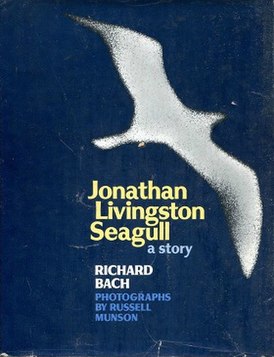 Jonathan
Livingston
Seagull
a story
RICHARD
BACH
PHOTOGRAPHS
BY RUSSELL
MUNSON